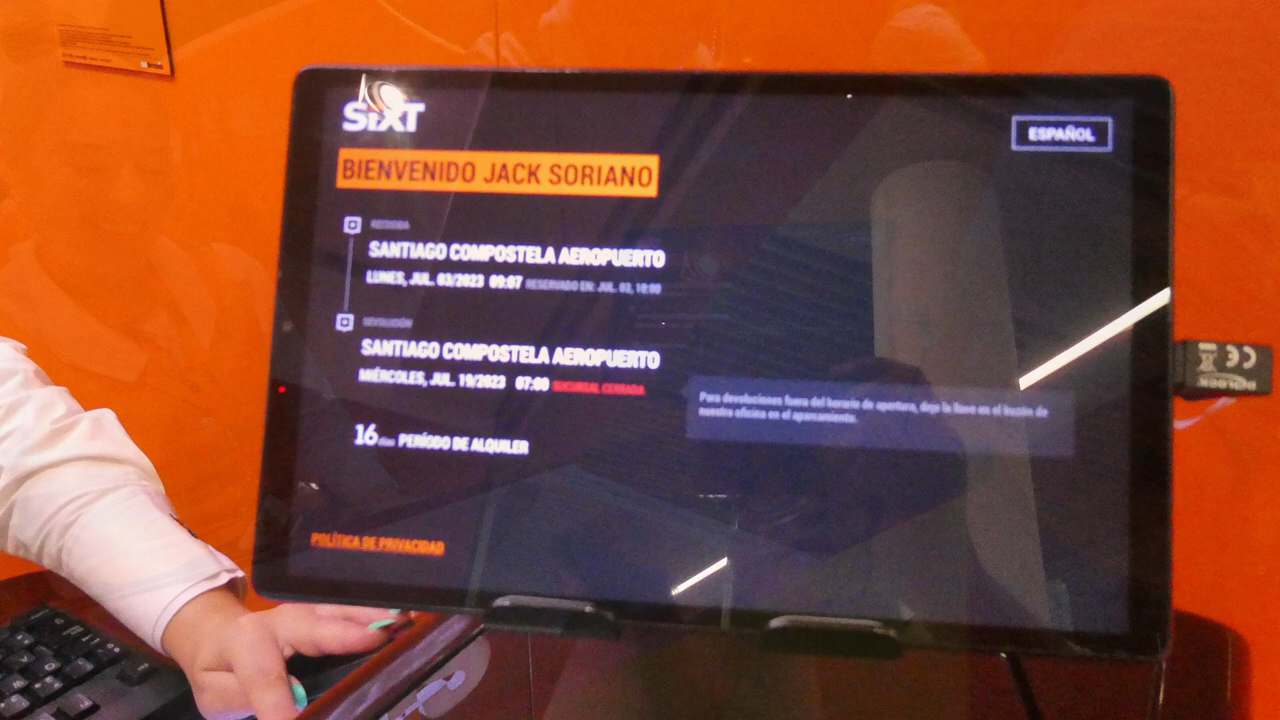 SIXT
ESPAÑOL
BIENVENIDO JACK SORIANO
RECOGIDA
SANTIAGO COMPOSTELA AEROPUERTO
LUNES, JUL. 03/2023 09:07 RESERVADO EN: JUL. 03, 10:00
DEVOLUCIÓN
SANTIAGO COMPOSTELA AEROPUERTO
MIÉRCOLES, JUL. 19/2023 07:00 SUCURSAL CERRADA
Para devoluciones fuera del horario de apertura, deje la llave en el buzón de
nuestra oficina en el aparcamiento.
16 días PERÍODO DE ALQUILER
POLÍTICA DE PRIVACIDAD
CE